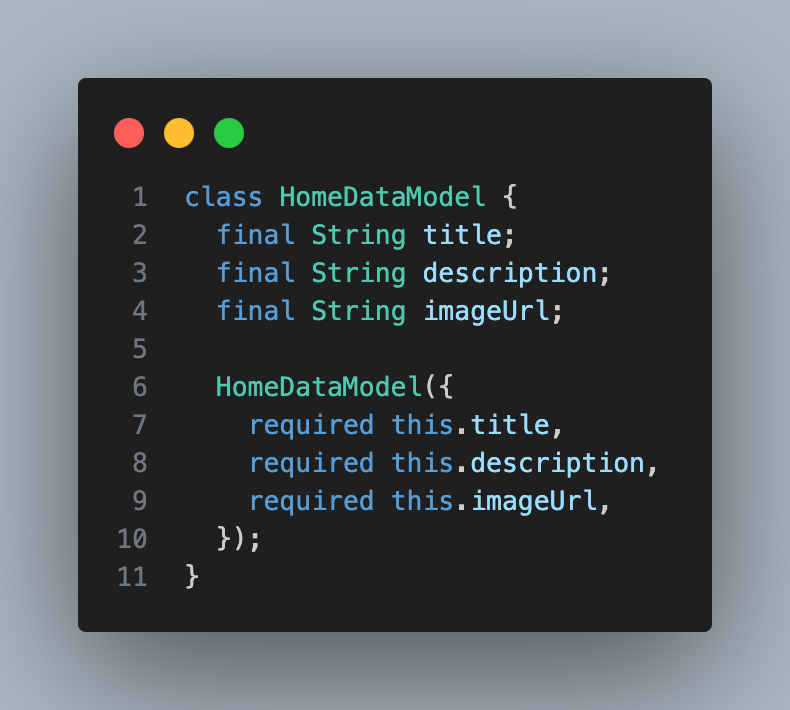 1 class HomeDataModel {
2   final String title;
3   final String description;
4   final String imageUrl;
5
6   HomeDataModel({
7     required this.title,
8     required this.description,
9     required this.imageUrl,
10   });
11 }